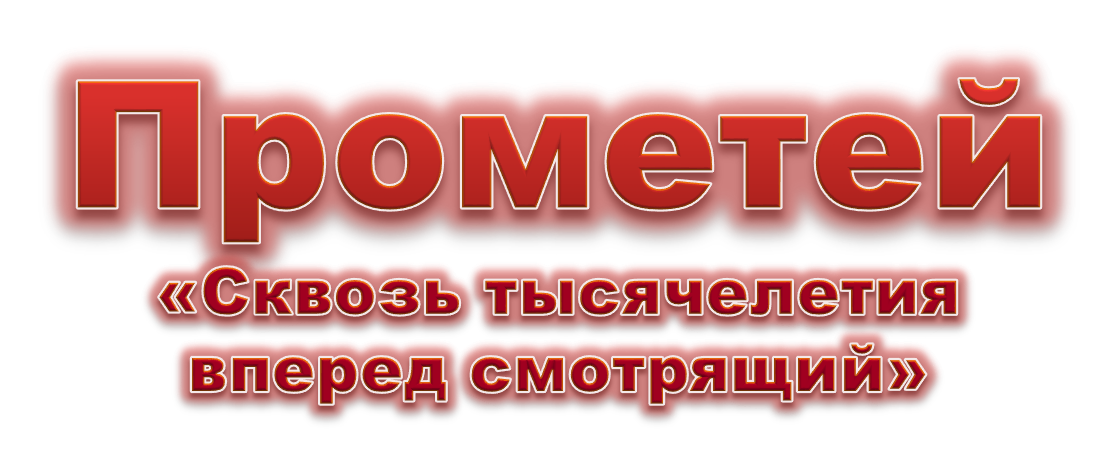 Прометей
«Сквозь тысячелетия
вперед смотрящий»